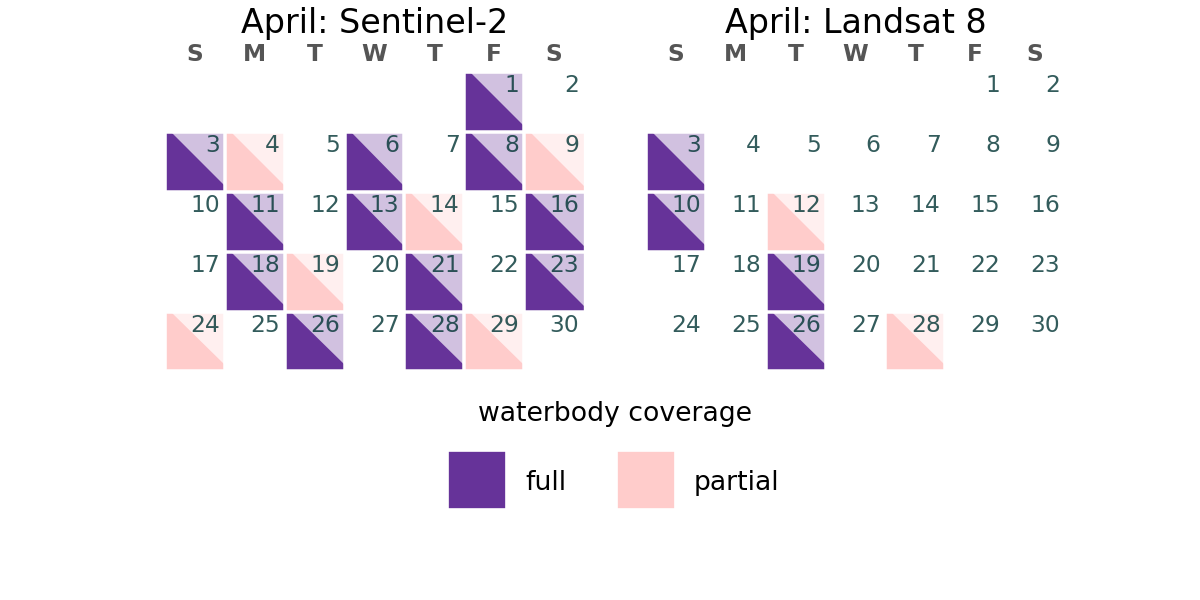 April: Sentinel-2
S M T W T F S
1 2
3 4 5 6 7 8 9
10 11 12 13 14 15 16
17 18 19 20 21 22 23
24 25 26 27 28 29 30
April: Landsat 8
S M T W T F S
1 2
3 4 5 6 7 8 9
10 11 12 13 14 15 16
17 18 19 20 21 22 23
24 25 26 27 28 29 30
waterbody coverage
full
partial